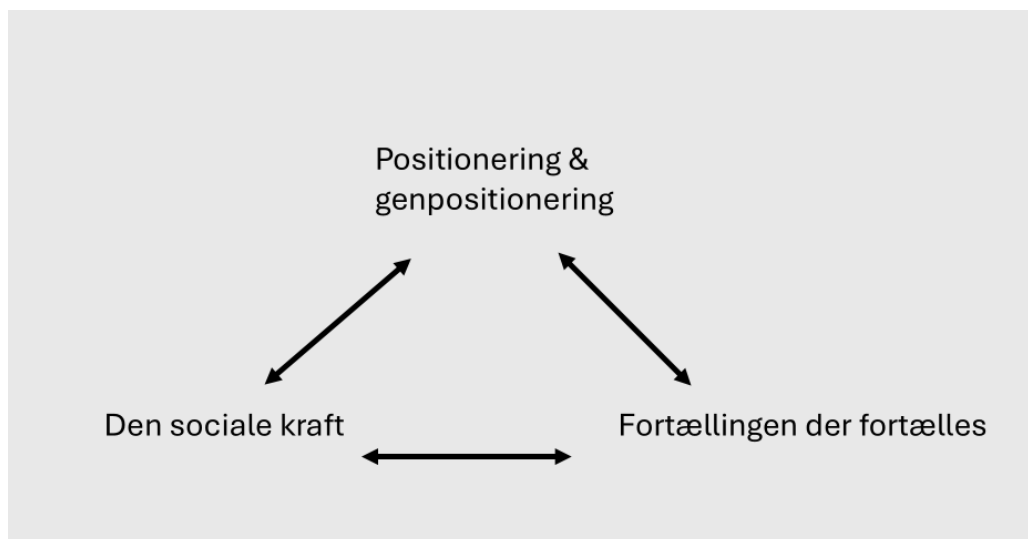 Positionering &
genpositionering
Den sociale kraft
Fortællingen der fortælles